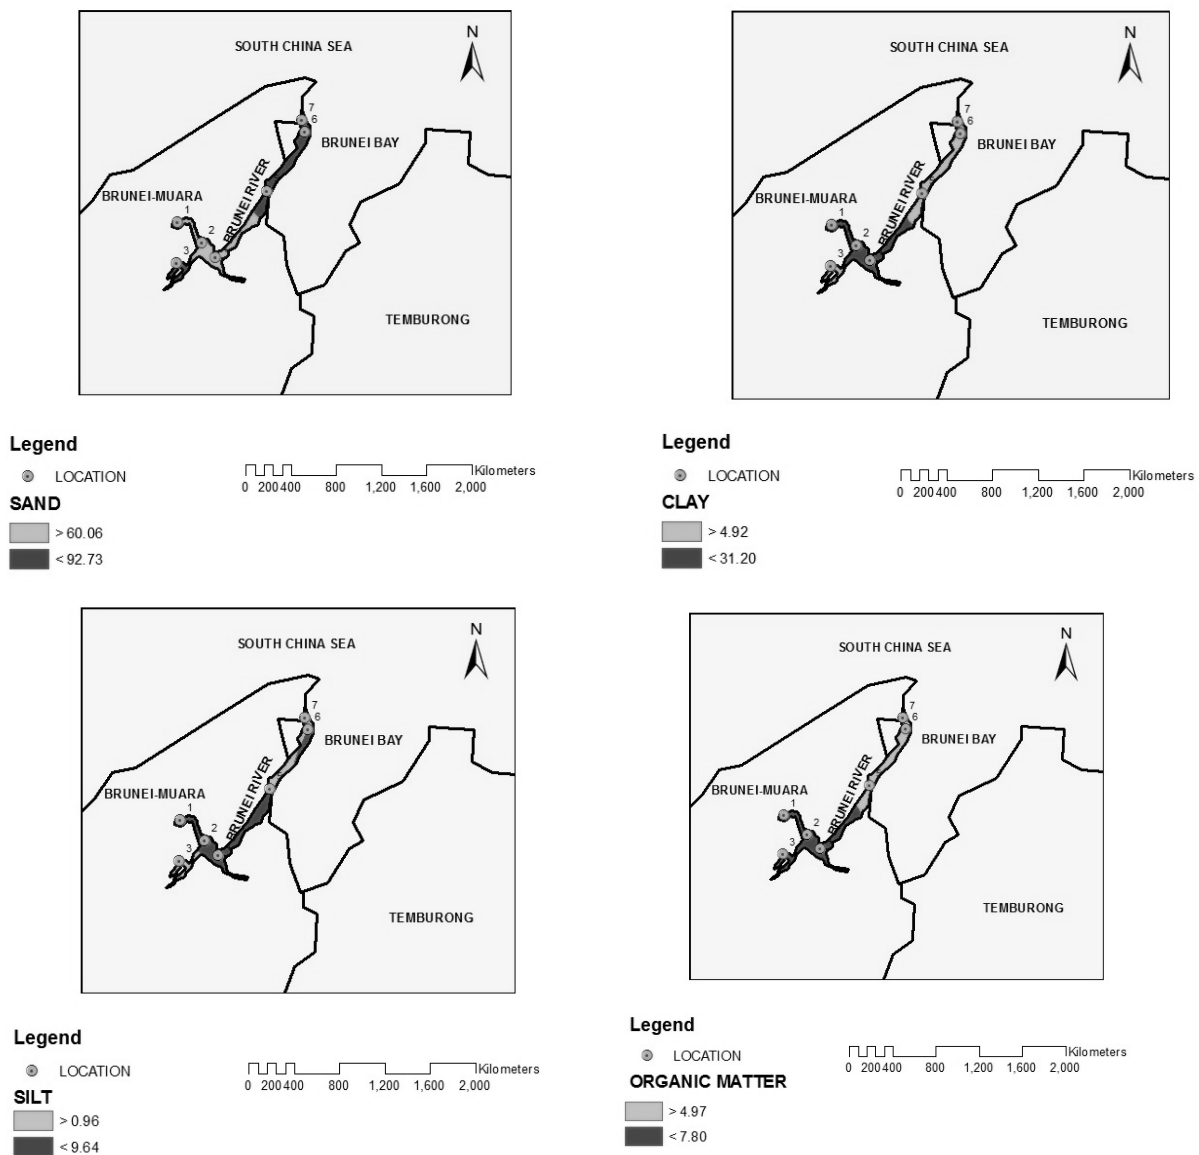 SOUTH CHINA SEA
N
7
6
BRUNEI BAY
BRUNEI RIVER
BRUNEI-MUARA
1
2
3
TEMBURONG
Legend
LOCATION
SAND
> 60.06
< 92.73
Kilometers
0 200 400 800 1,200 1,600 2,000
SOUTH CHINA SEA
N
7
6
BRUNEI BAY
BRUNEI RIVER
BRUNEI-MUARA
1
2
3
TEMBURONG
Legend
LOCATION
CLAY
> 4.92
< 31.20
Kilometers
0 200 400 800 1,200 1,600 2,000
SOUTH CHINA SEA
N
7
6
BRUNEI BAY
BRUNEI RIVER
BRUNEI-MUARA
1
2
3
TEMBURONG
Legend
LOCATION
SILT
> 0.96
< 9.64
Kilometers
0 200 400 800 1,200 1,600 2,000
SOUTH CHINA SEA
N
7
6
BRUNEI BAY
BRUNEI RIVER
BRUNEI-MUARA
1
2
3
TEMBURONG
Legend
LOCATION
ORGANIC MATTER
> 4.97
< 7.80
Kilometers
0 200 400 800 1,200 1,600 2,000